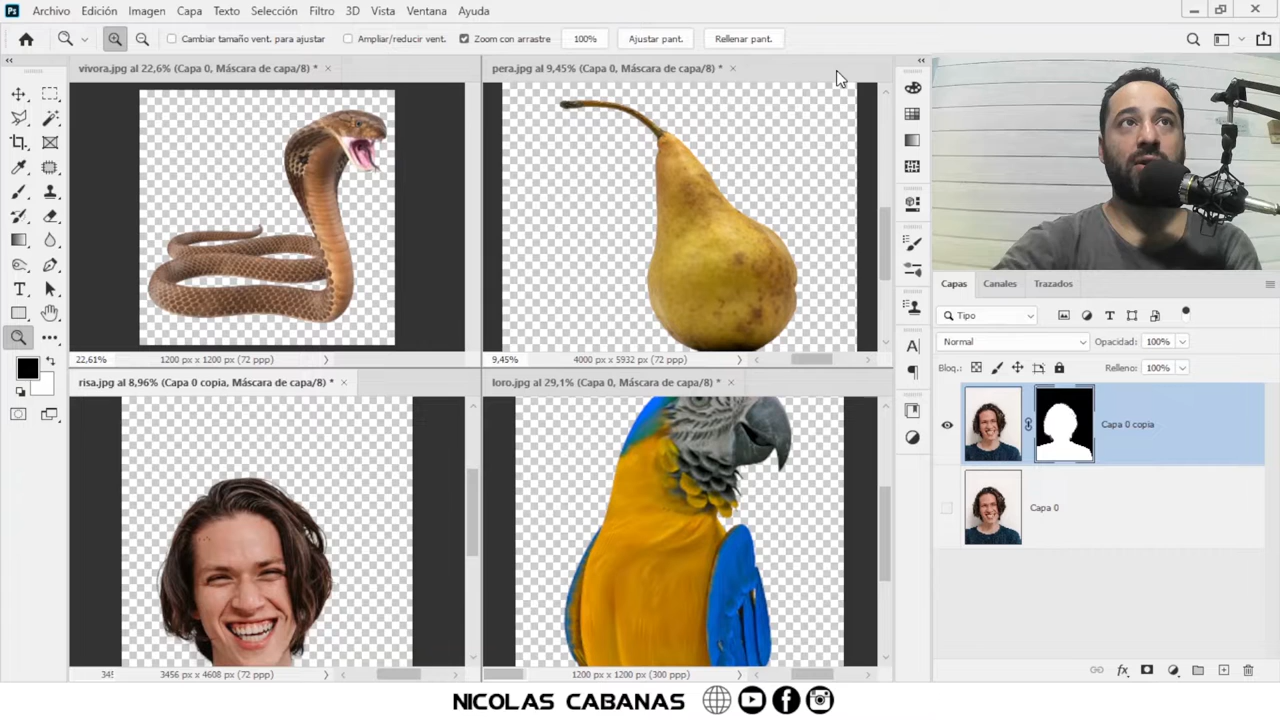 Ps Archivo Edición Imagen Capa Texto Selección Filtro 3D Vista Ventana Ayuda
Cambiar tamaño vent. para ajustar Ampliar/reducir vent. Zoom con arrastre 100% Ajustar pant. Rellenar pant.
vivora.jpg al 22,6% (Capa 0, Máscara de capa/8) *
pera.jpg al 9,45% (Capa 0, Máscara de capa/8) *
22,61% 1200 px x 1200 px (72 ppp)
9,45% 4000 px x 5932 px (72 ppp)
risa.jpg al 8,96% (Capa 0 copia, Máscara de capa/8) *
loro.jpg al 29,1% (Capa 0, Máscara de capa/8) *
3456 px x 4608 px (72 ppp)
1200 px x 1200 px (300 ppp)
Capas Canales Trazados
Tipo
Normal Opacidad: 100%
Bloq.: Relleno: 100%
Capa 0 copia
Capa 0
NICOLAS CABANAS